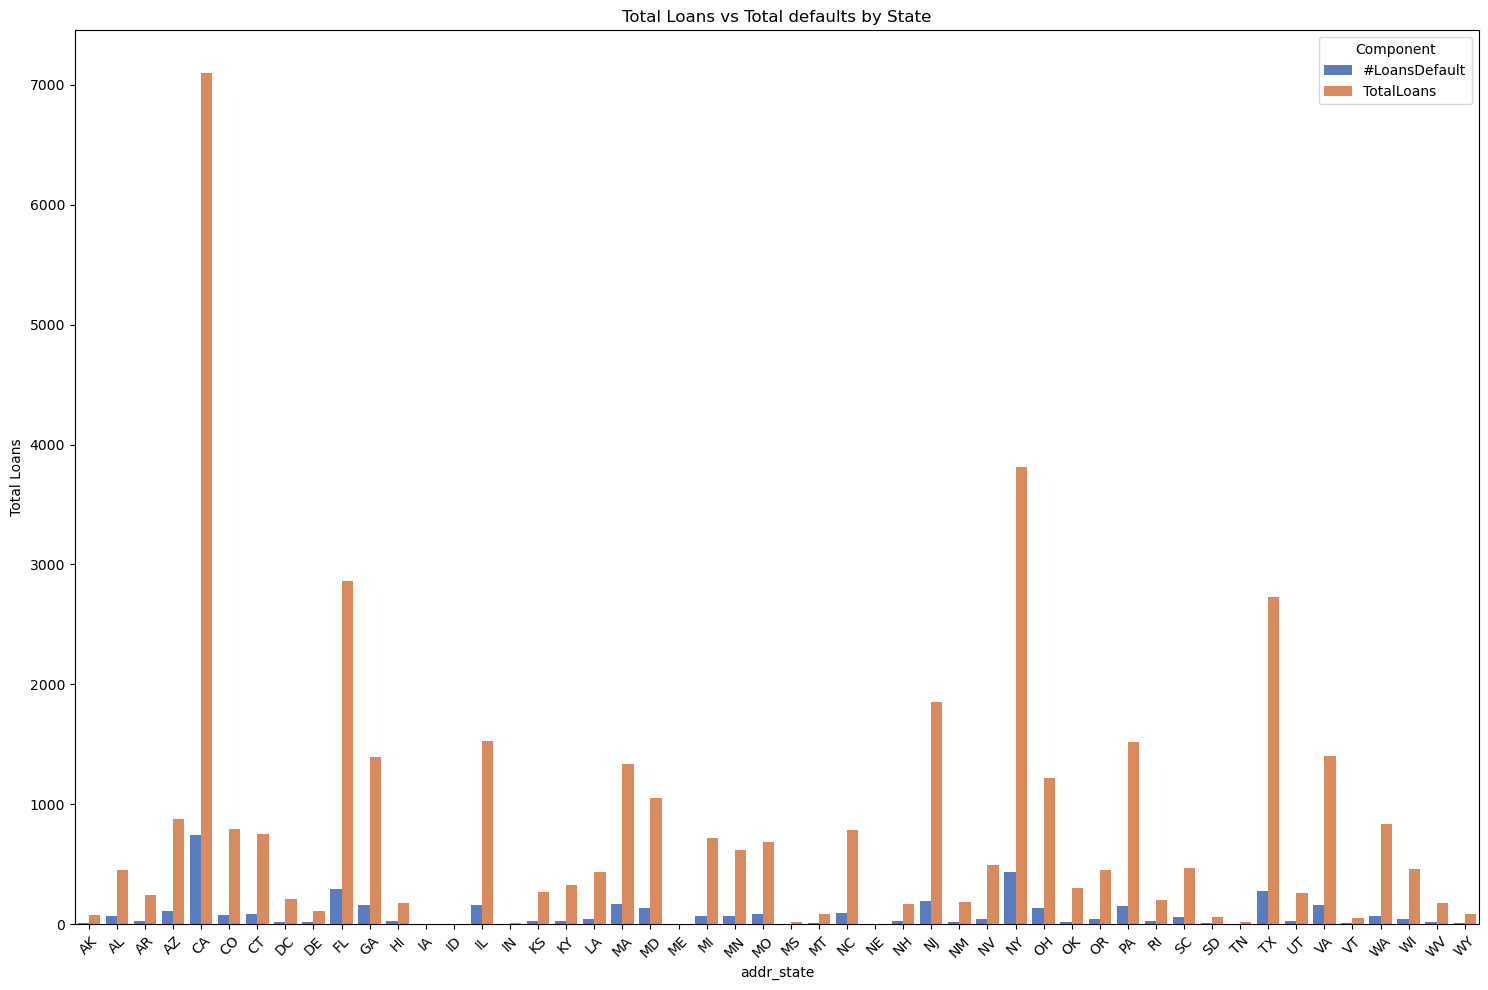 Total Loans vs Total defaults by State
Component
#LoansDefault
TotalLoans
Total Loans
7000
6000
5000
4000
3000
2000
1000
0
AK AL AR AZ CA CO CT DC DE FL GA HI IA ID IL IN KS KY LA MA MD ME MI MN MO MS MT NC NE NH NJ NM NV NY OH OK OR PA RI SC SD TN TX UT VA VT WA WI WV WY
addr_state